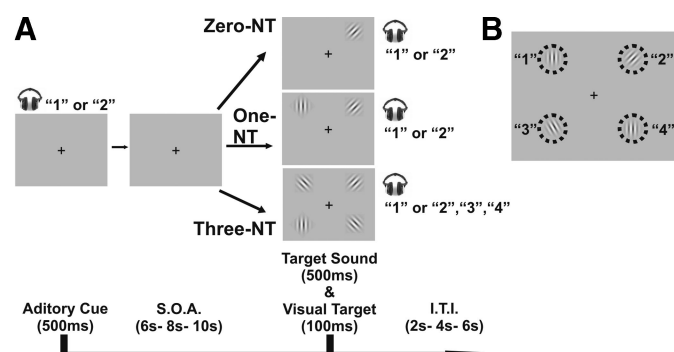 A
B
Zero-NT
"1" or "2"
"1" or "2"
One-
NT
"1" or "2"
Three-NT
"1" or "2","3","4"
"1"
"2"
"3"
"4"
Target Sound
(500ms)
&
Visual Target
(100ms)
Aditory Cue
(500ms)
S.O.A.
(6s- 8s- 10s)
I.T.I.
(2s- 4s- 6s)